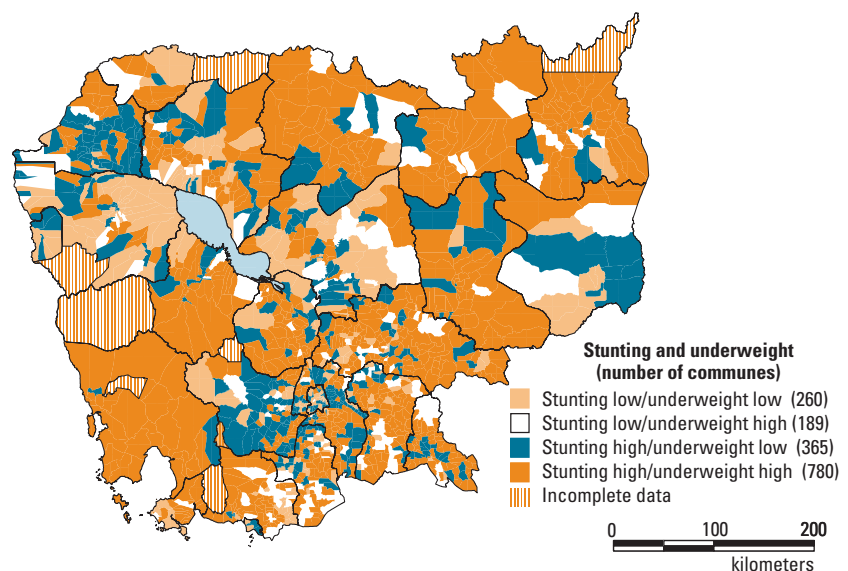 Stunting and underweight
(number of communes)
Stunting low/underweight low (260)
Stunting low/underweight high (189)
Stunting high/underweight low (365)
Stunting high/underweight high (780)
Incomplete data
0 100 200
kilometers